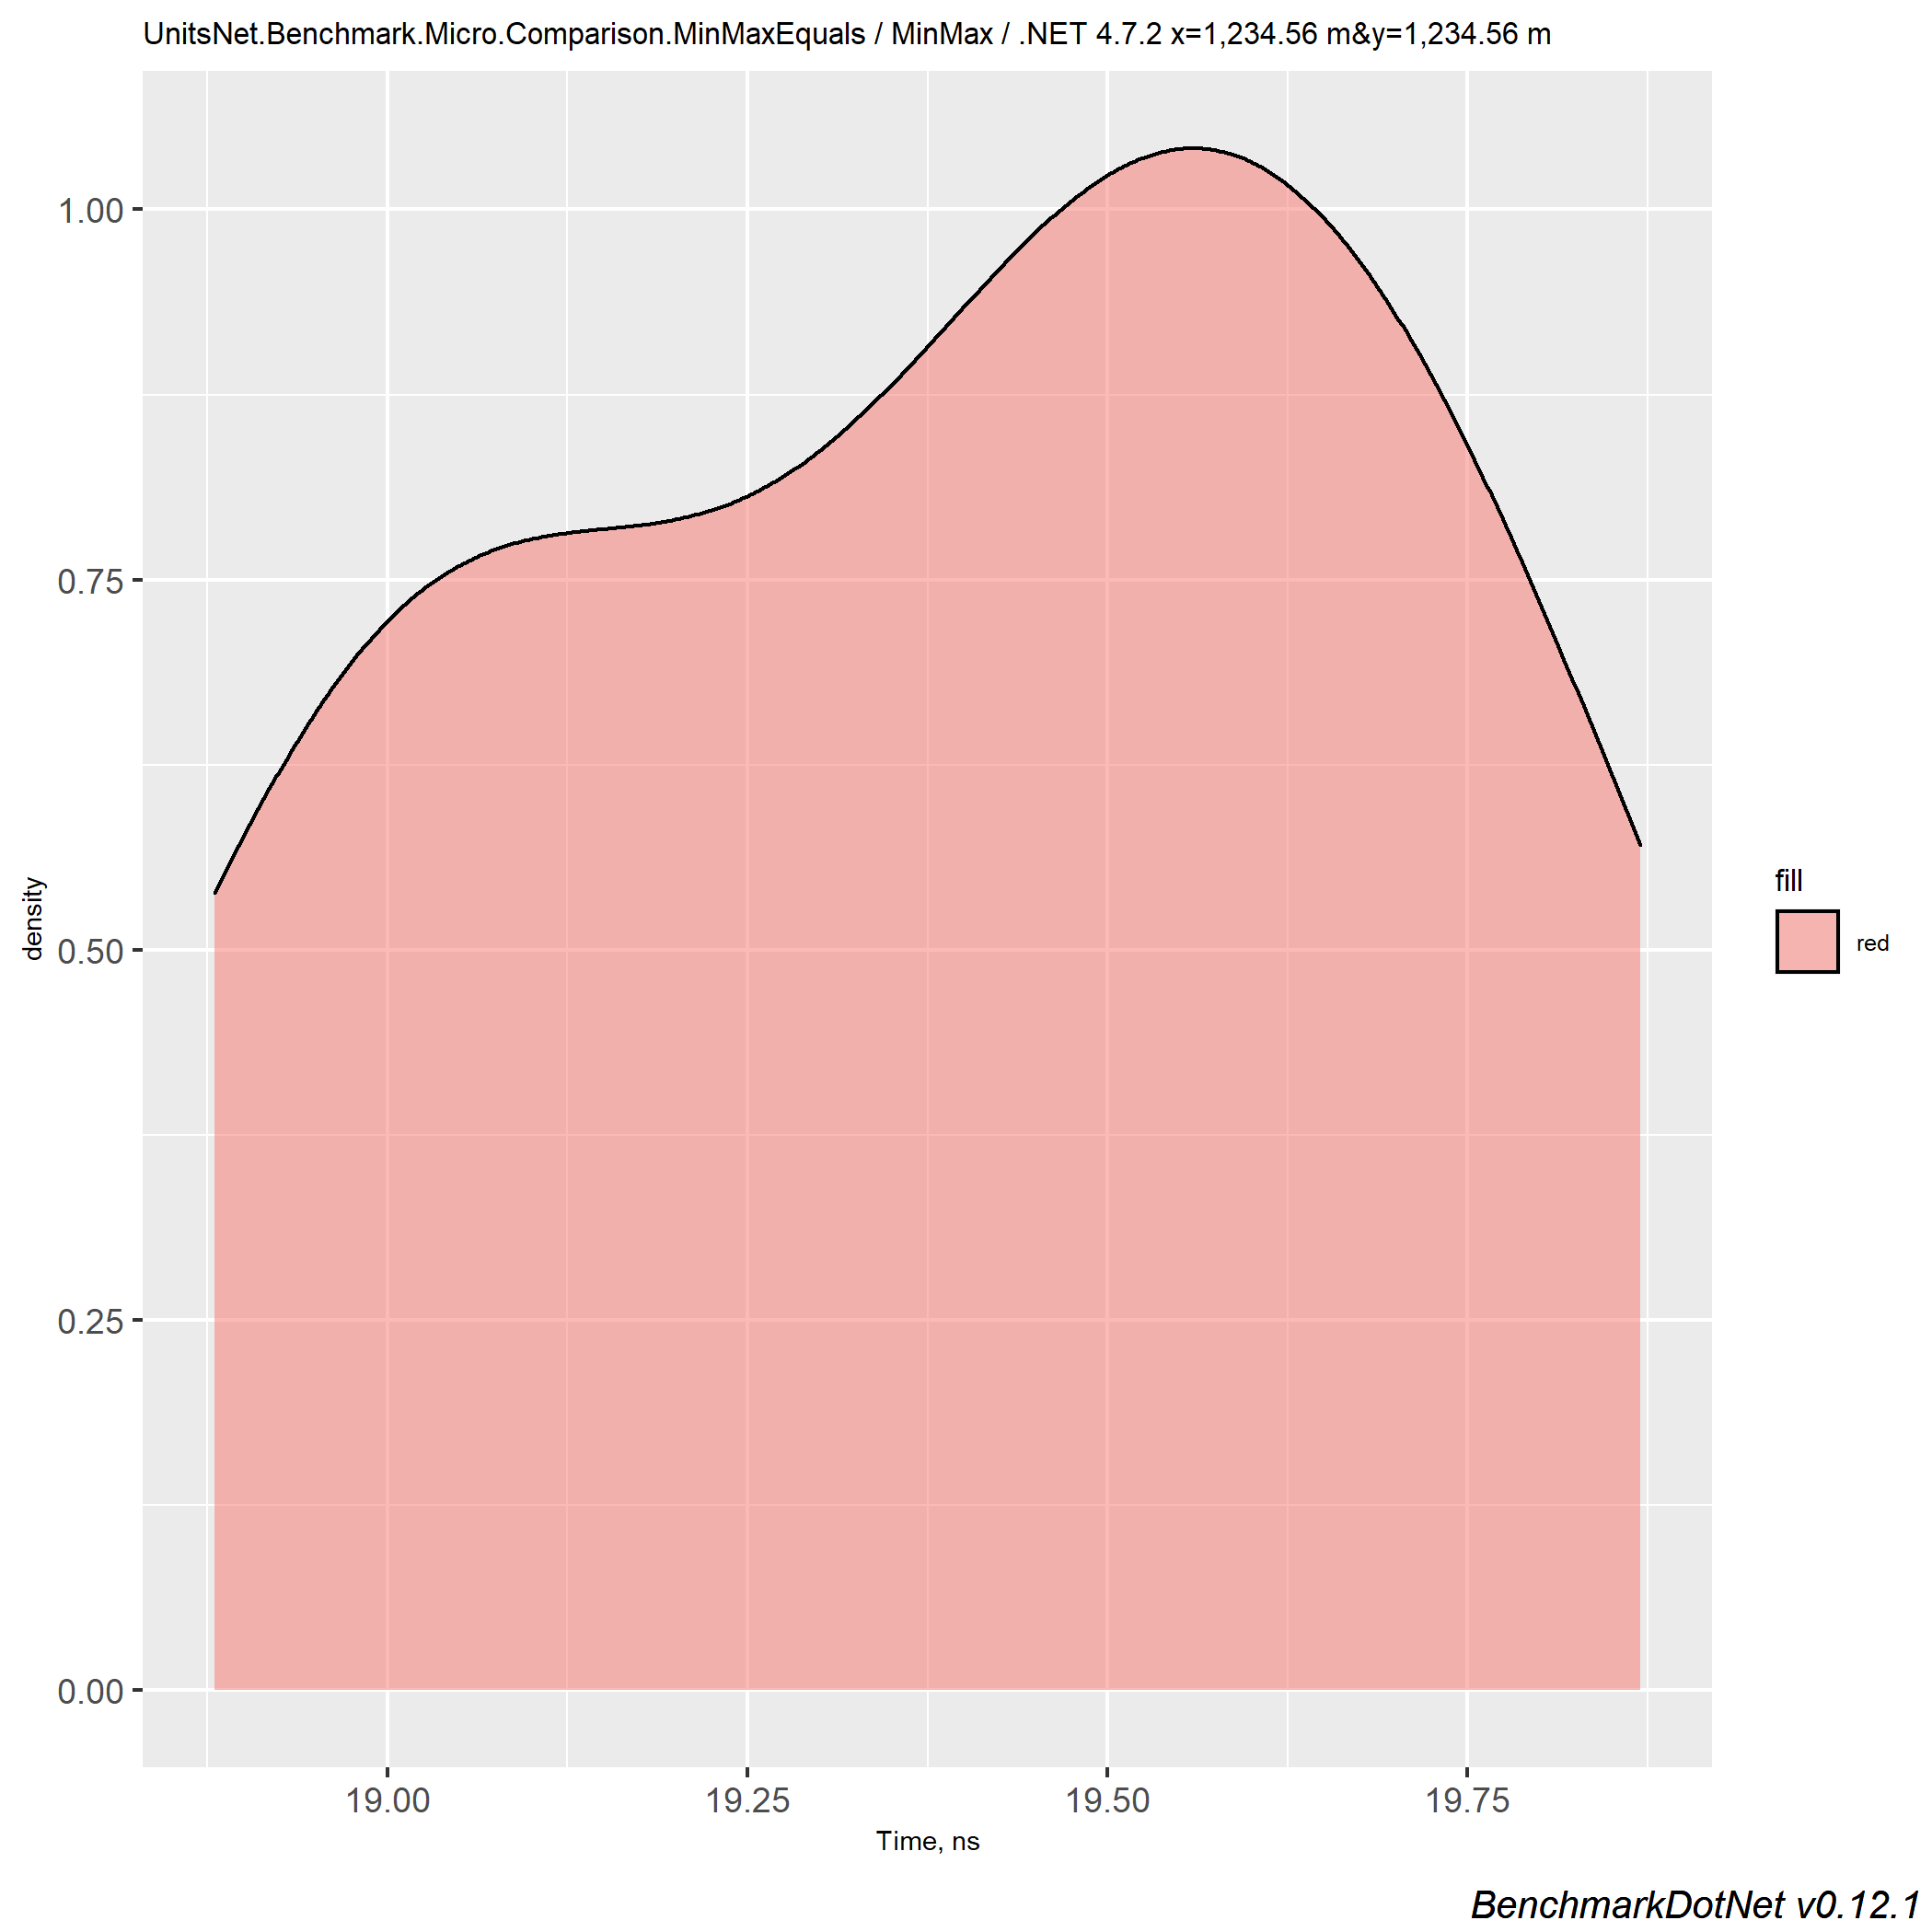 UnitsNet.Benchmark.Micro.Comparison.MinMaxEquals / MinMax / .NET 4.7.2 x=1,234.56 m&y=1,234.56 m
1.00
0.75
0.50
0.25
0.00
density
19.00 19.25 19.50 19.75
Time, ns
fill
red
BenchmarkDotNet v0.12.1